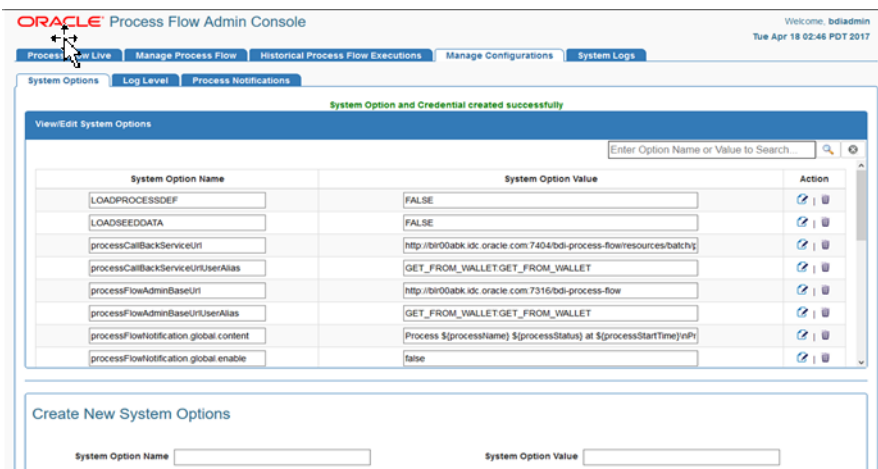 ORACLE Process Flow Admin Console
Welcome, bdiadmin
Tue Apr 18 02:46 PDT 2017
Process Flow Live Manage Process Flow Historical Process Flow Executions Manage Configurations System Logs
System Options Log Level Process Notifications
System Option and Credential created successfully
View/Edit System Options
Enter Option Name or Value to Search...
System Option Name System Option Value Action
LOADPROCESSDEF FALSE
LOADSEEDDATA FALSE
processCallBackServiceUrl http://blr00abk.idc.oracle.com:7404/bdi-process-flow/resources/batch/p
processCallBackServiceUrlUserAlias GET_FROM_WALLET:GET_FROM_WALLET
processFlowAdminBaseUrl http://blr00abk.idc.oracle.com:7316/bdi-process-flow
processFlowAdminBaseUrlUserAlias GET_FROM_WALLET:GET_FROM_WALLET
processFlowNotification.global.content Process ${processName} ${processStatus} at ${processStartTime}\nPr
processFlowNotification.global.enable false
Create New System Options
System Option Name System Option Value